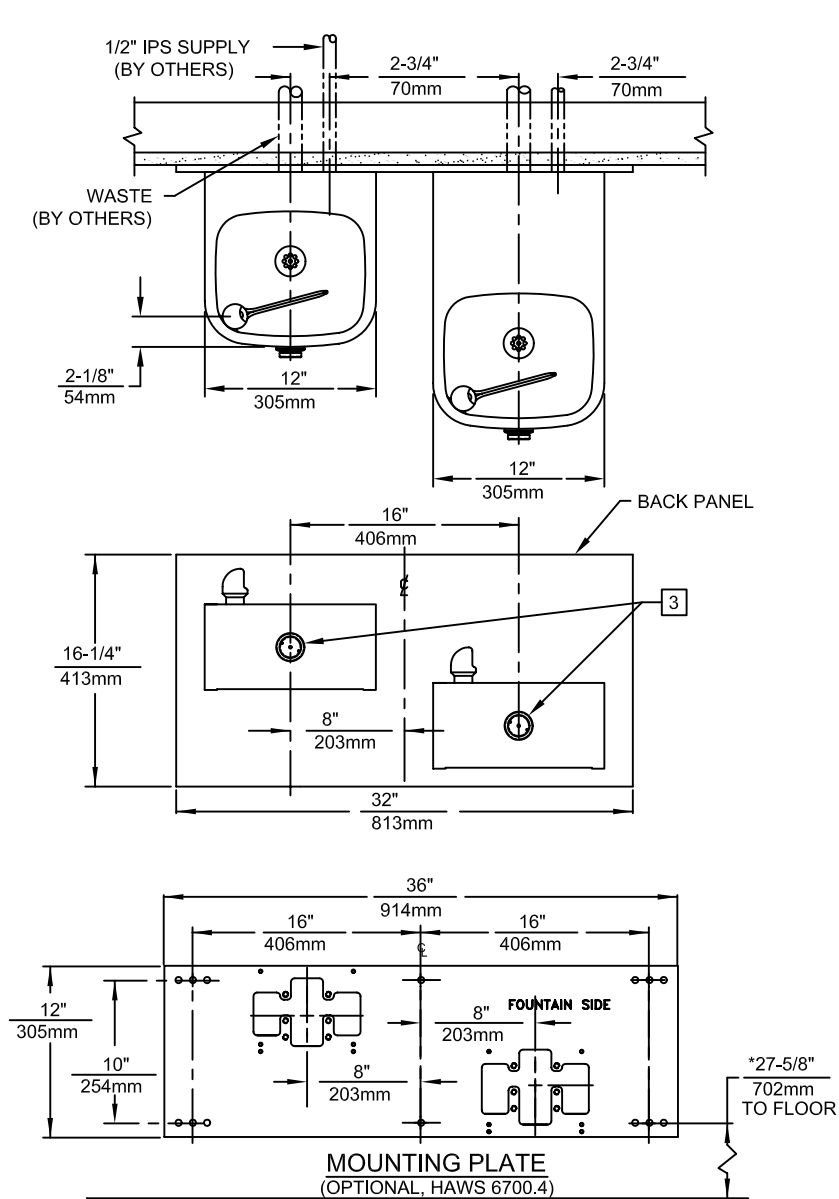 1/2" IPS SUPPLY
(BY OTHERS)
2-3/4"
70mm
2-3/4"
70mm
WASTE
(BY OTHERS)
2-1/8"
54mm
12"
305mm
12"
305mm
16"
406mm
BACK PANEL
℄
3
16-1/4"
413mm
8"
203mm
32"
813mm
36"
914mm
16"
406mm
16"
406mm
℄
12"
305mm
FOUNTAIN SIDE
8"
203mm
10"
254mm
8"
203mm
*27-5/8"
702mm
TO FLOOR
MOUNTING PLATE
(OPTIONAL, HAWS 6700.4)